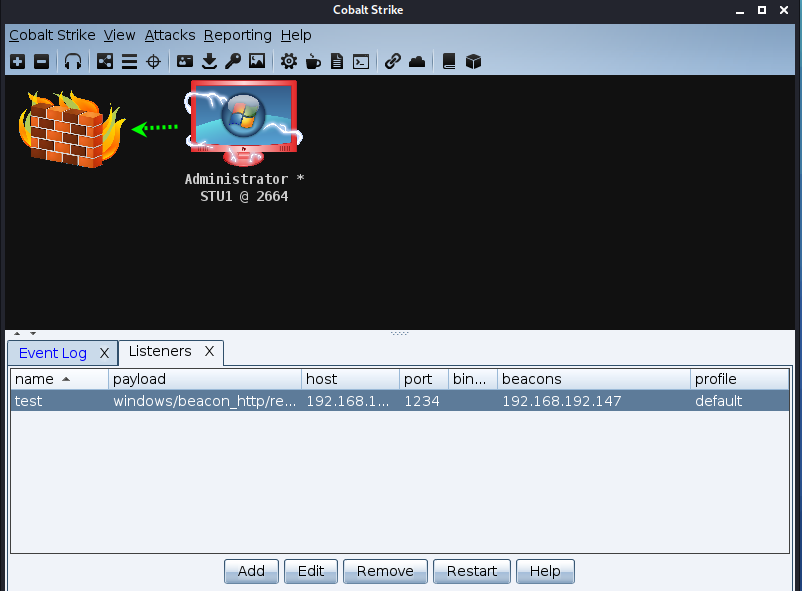 Cobalt Strike
Cobalt Strike View Attacks Reporting Help
Administrator *
STU1 @ 2664
Event Log X Listeners X
name payload host port bin... beacons profile
test windows/beacon_http/re... 192.168.1... 1234 192.168.192.147 default
Add Edit Remove Restart Help